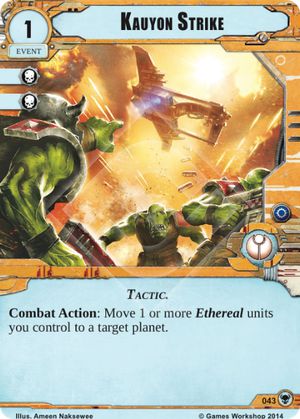 1
EVENT
KAUYON STRIKE
TACTIC.
Combat Action: Move 1 or more Ethereal units
you control to a target planet.
043
Illus. Ameen Naksewee
© Games Workshop 2014